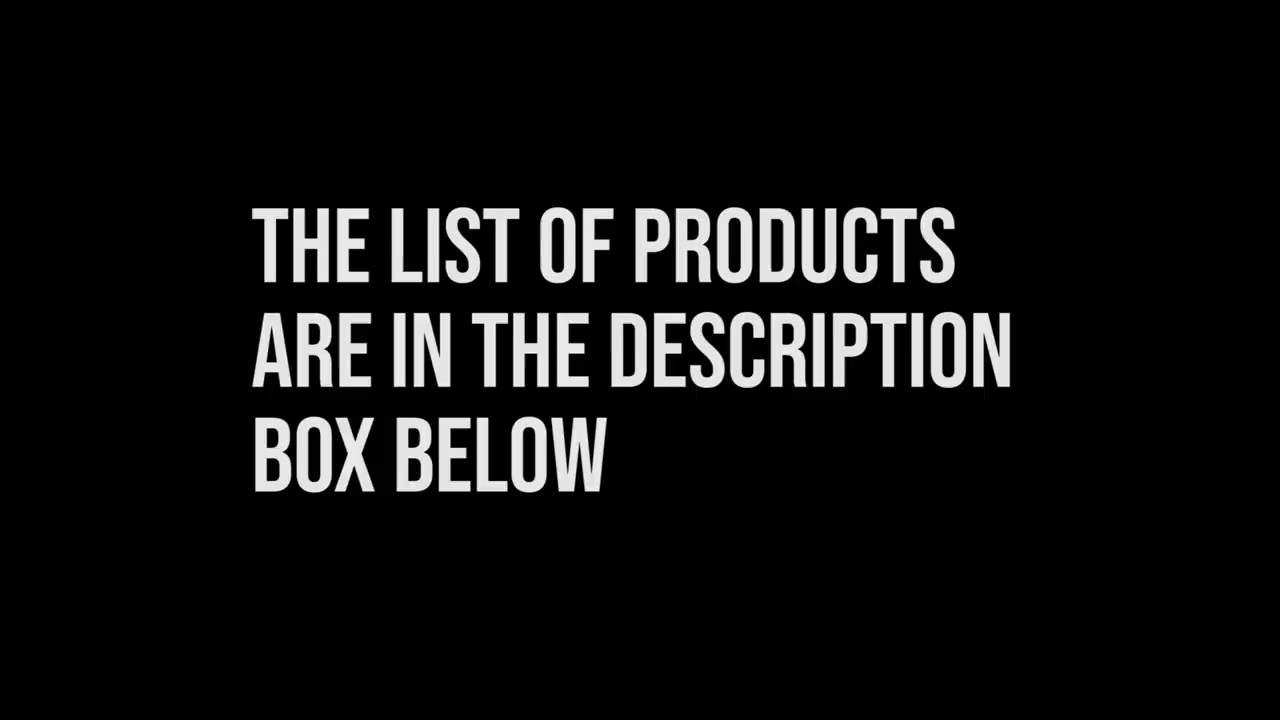 THE LIST OF PRODUCTS
ARE IN THE DESCRIPTION
BOX BELOW